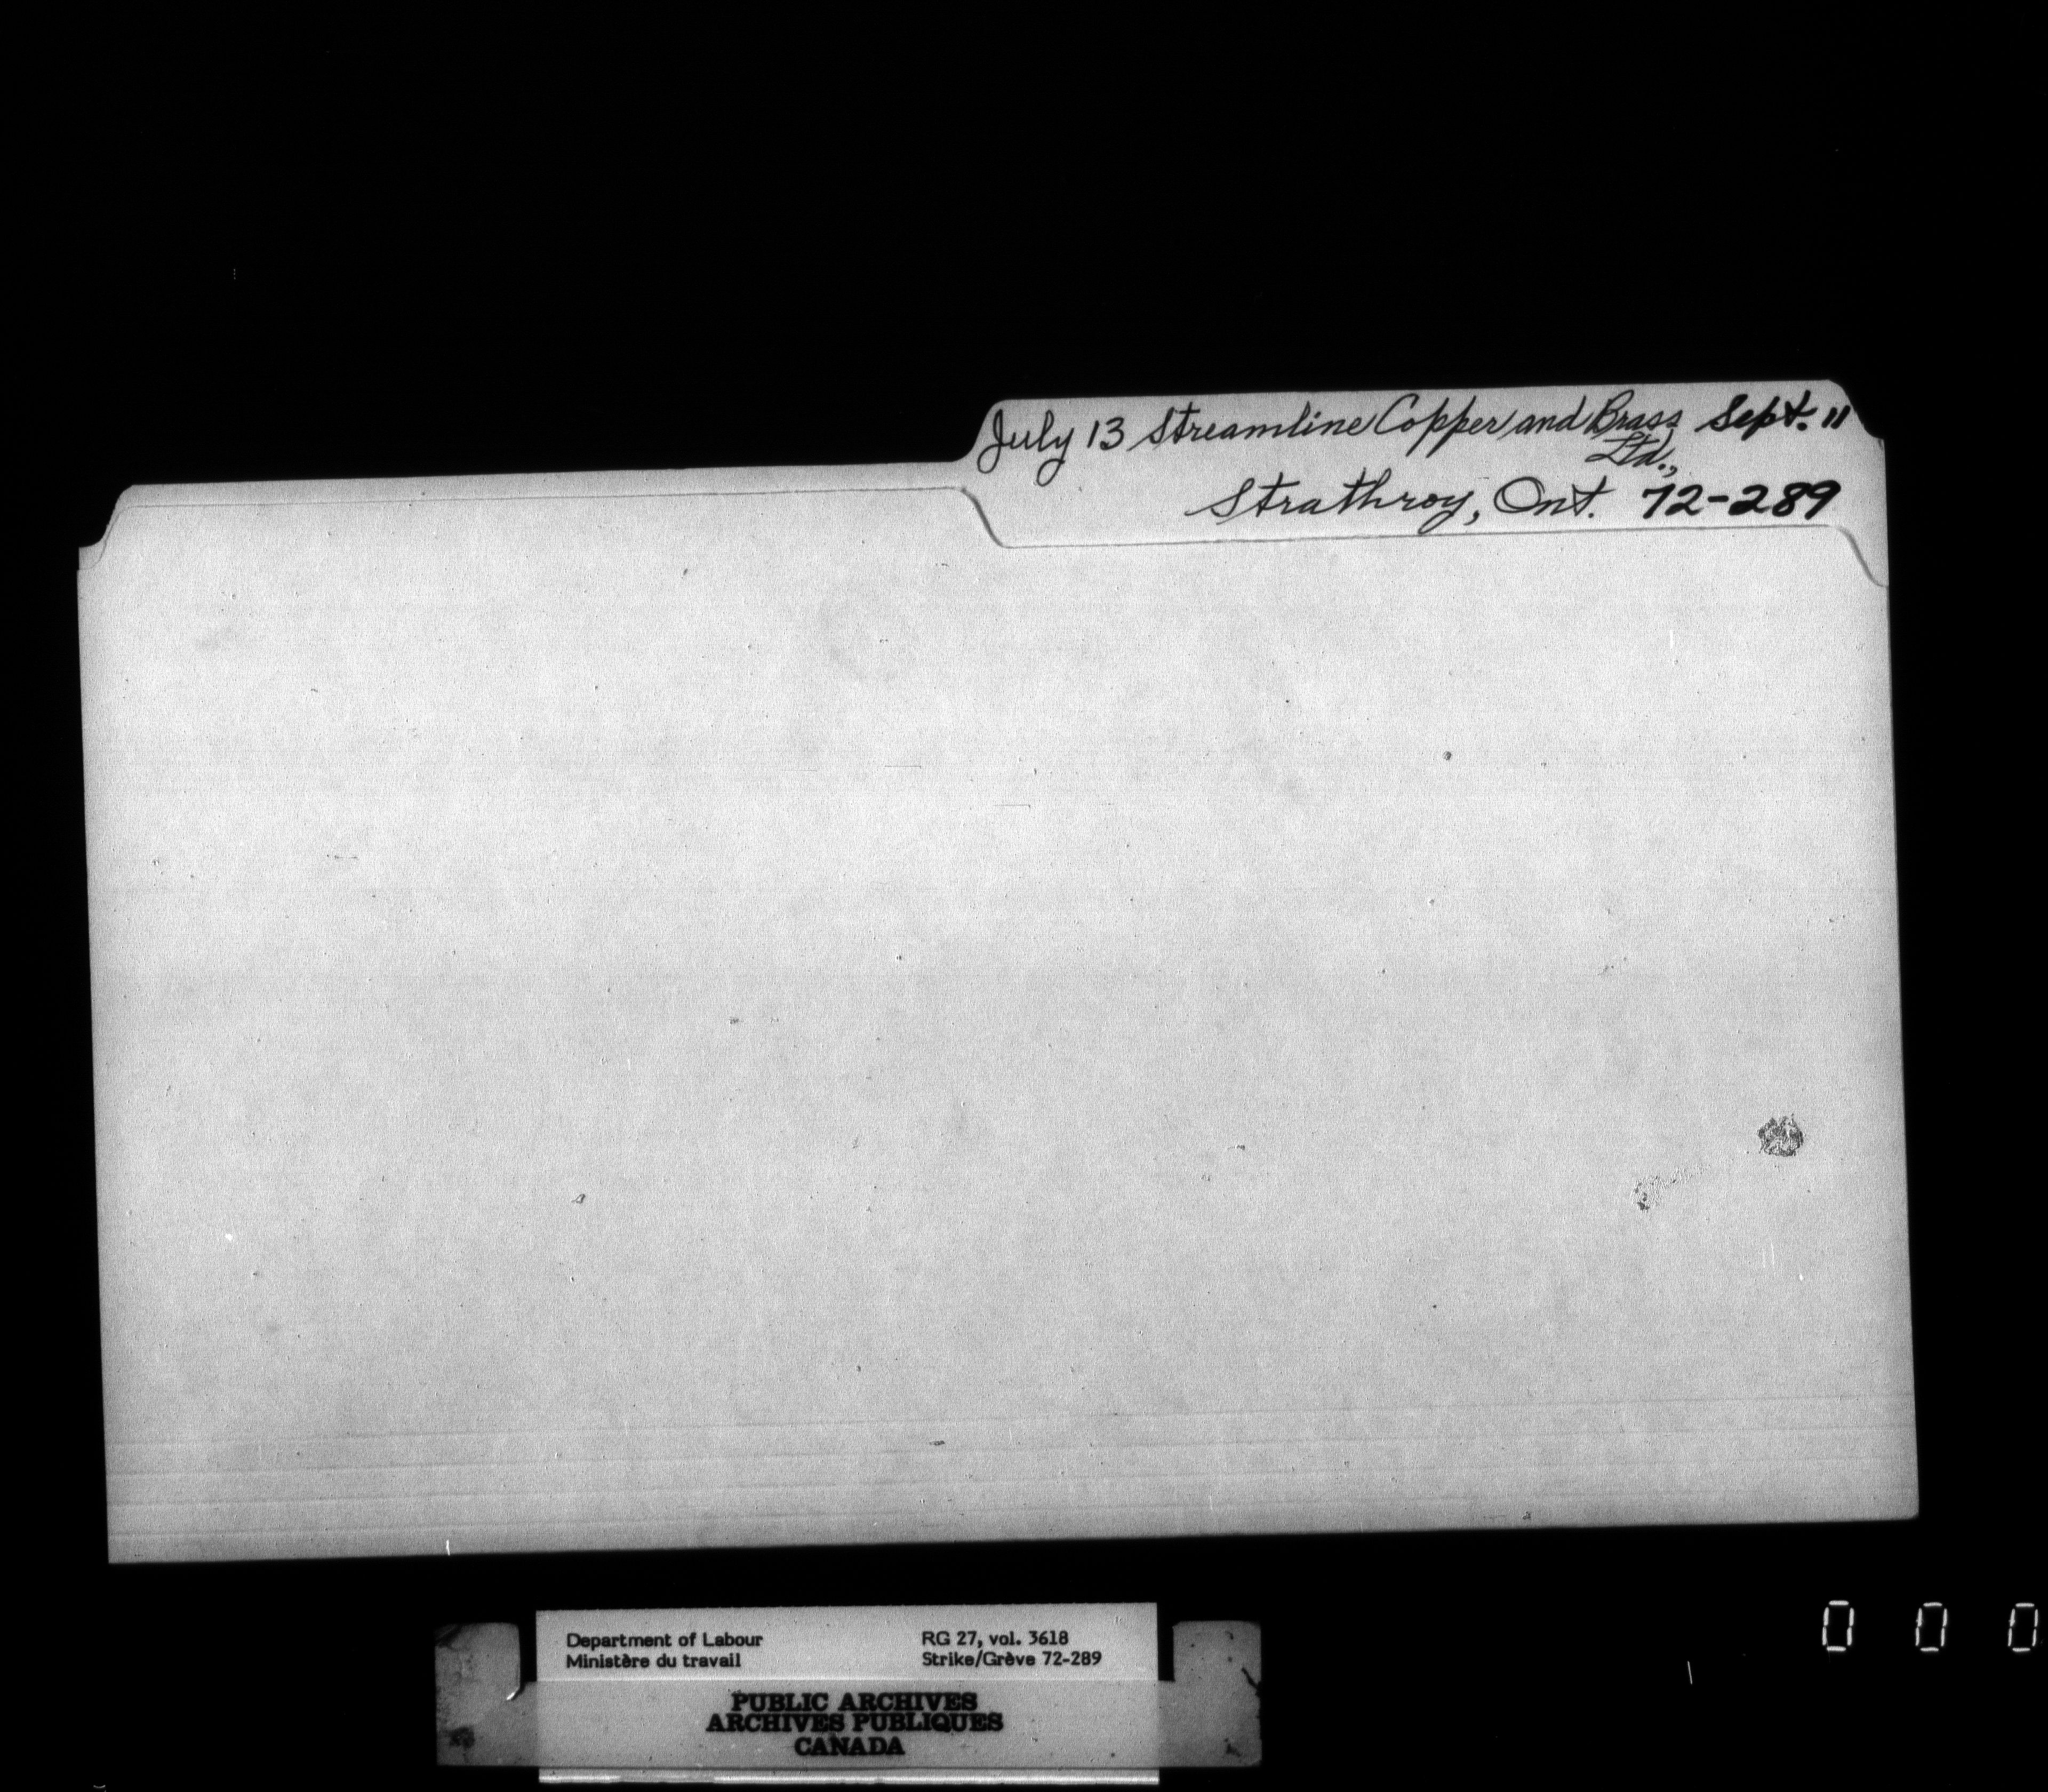 July 13 Streamline Copper and Brass Sept. 11
Ltd.,
Strathroy, Ont. 72-289
Department of Labour RG 27, vol. 3618
Ministère du travail Strike/Grève 72-289
PUBLIC ARCHIVES
ARCHIVES PUBLIQUES
CANADA
0 0 0